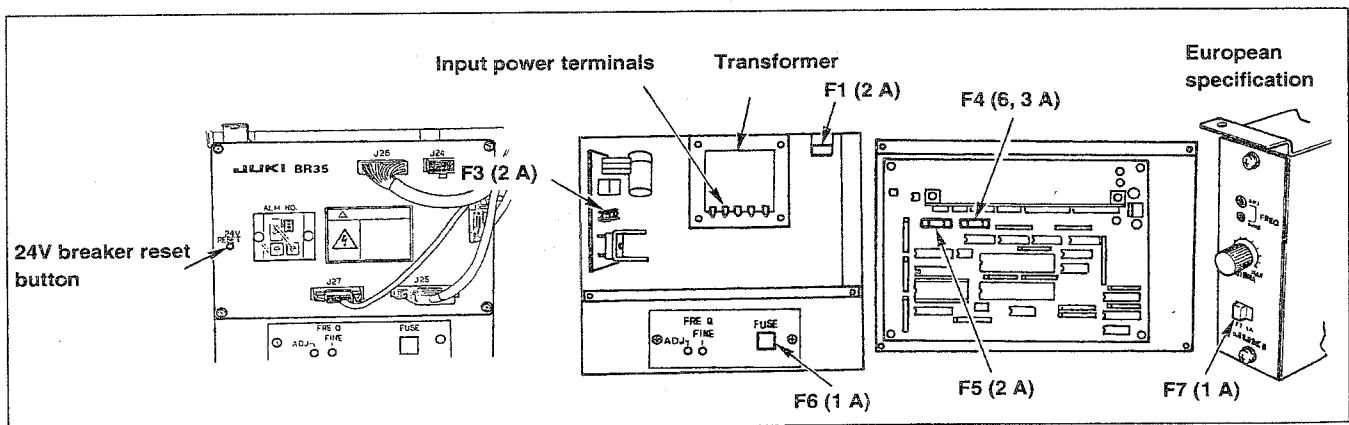 European
specification
Input power terminals
Transformer
F1 (2 A)
F4 (6, 3 A)
JUKI BR35
J26
J24
F3 (2 A)
ALM NO.
24V
RESET
24V breaker reset
button
J27
J25
FRE Q
ADJ
FINE
FUSE
FRE Q
ADJ
FINE
FUSE
F6 (1 A)
F5 (2 A)
FREQ
F7 (1 A)